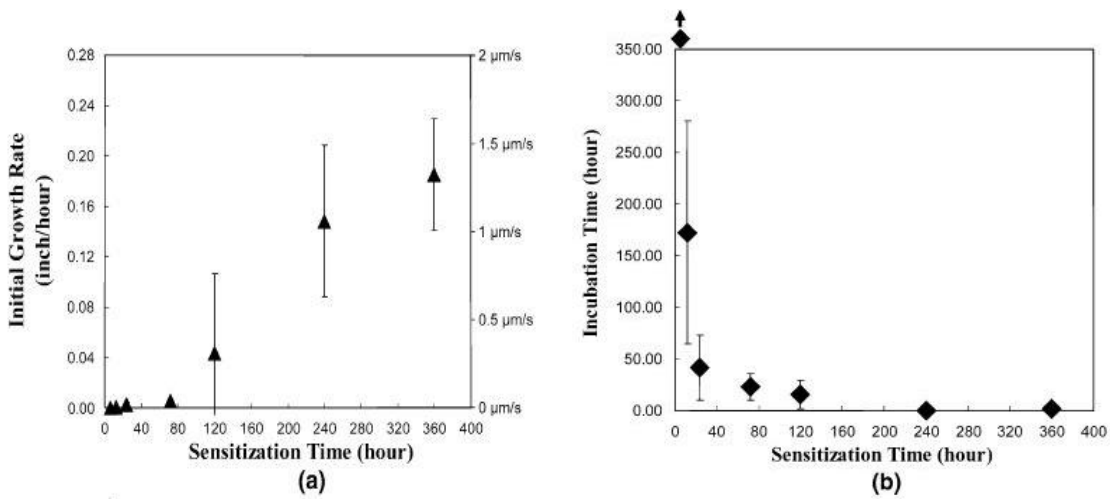 0.28
0.24
0.20
0.16
0.12
0.08
0.04
0.00
Initial Growth Rate
(inch/hour)
2 µm/s
1.5 µm/s
1 µm/s
0.5 µm/s
0 µm/s
0 40 80 120 160 200 240 280 320 360 400
Sensitization Time (hour)
(a)
350.00
300.00
250.00
200.00
150.00
100.00
50.00
0.00
Incubation Time (hour)
0 40 80 120 160 200 240 280 320 360 400
Sensitization Time (hour)
(b)